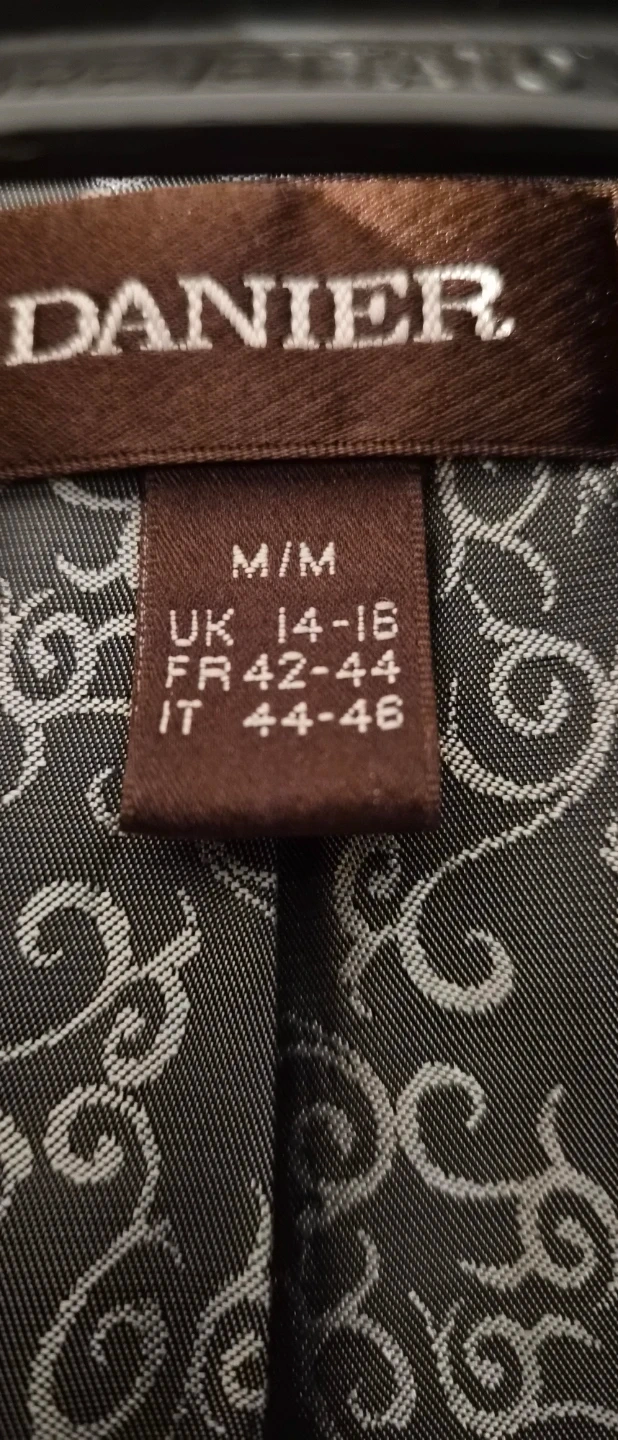 DANIER
M/M
UK 14-16
FR 42-44
IT 44-46